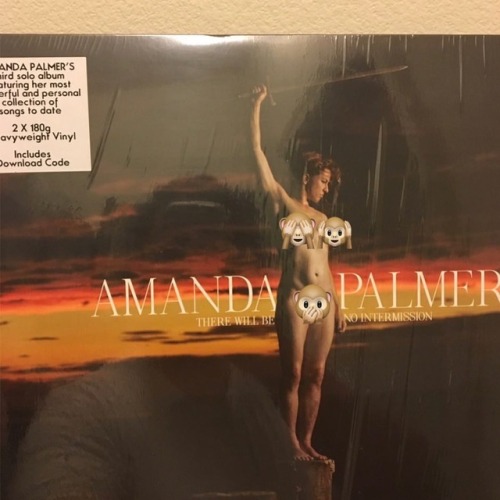 ANDA PALMER'S
ird solo album
aturing her most
erful and personal
collection of
songs to date
2 X 180g
avyweight Vinyl
Includes
Download Code
AMANDA PALMER
THERE WILL BE NO INTERMISSION